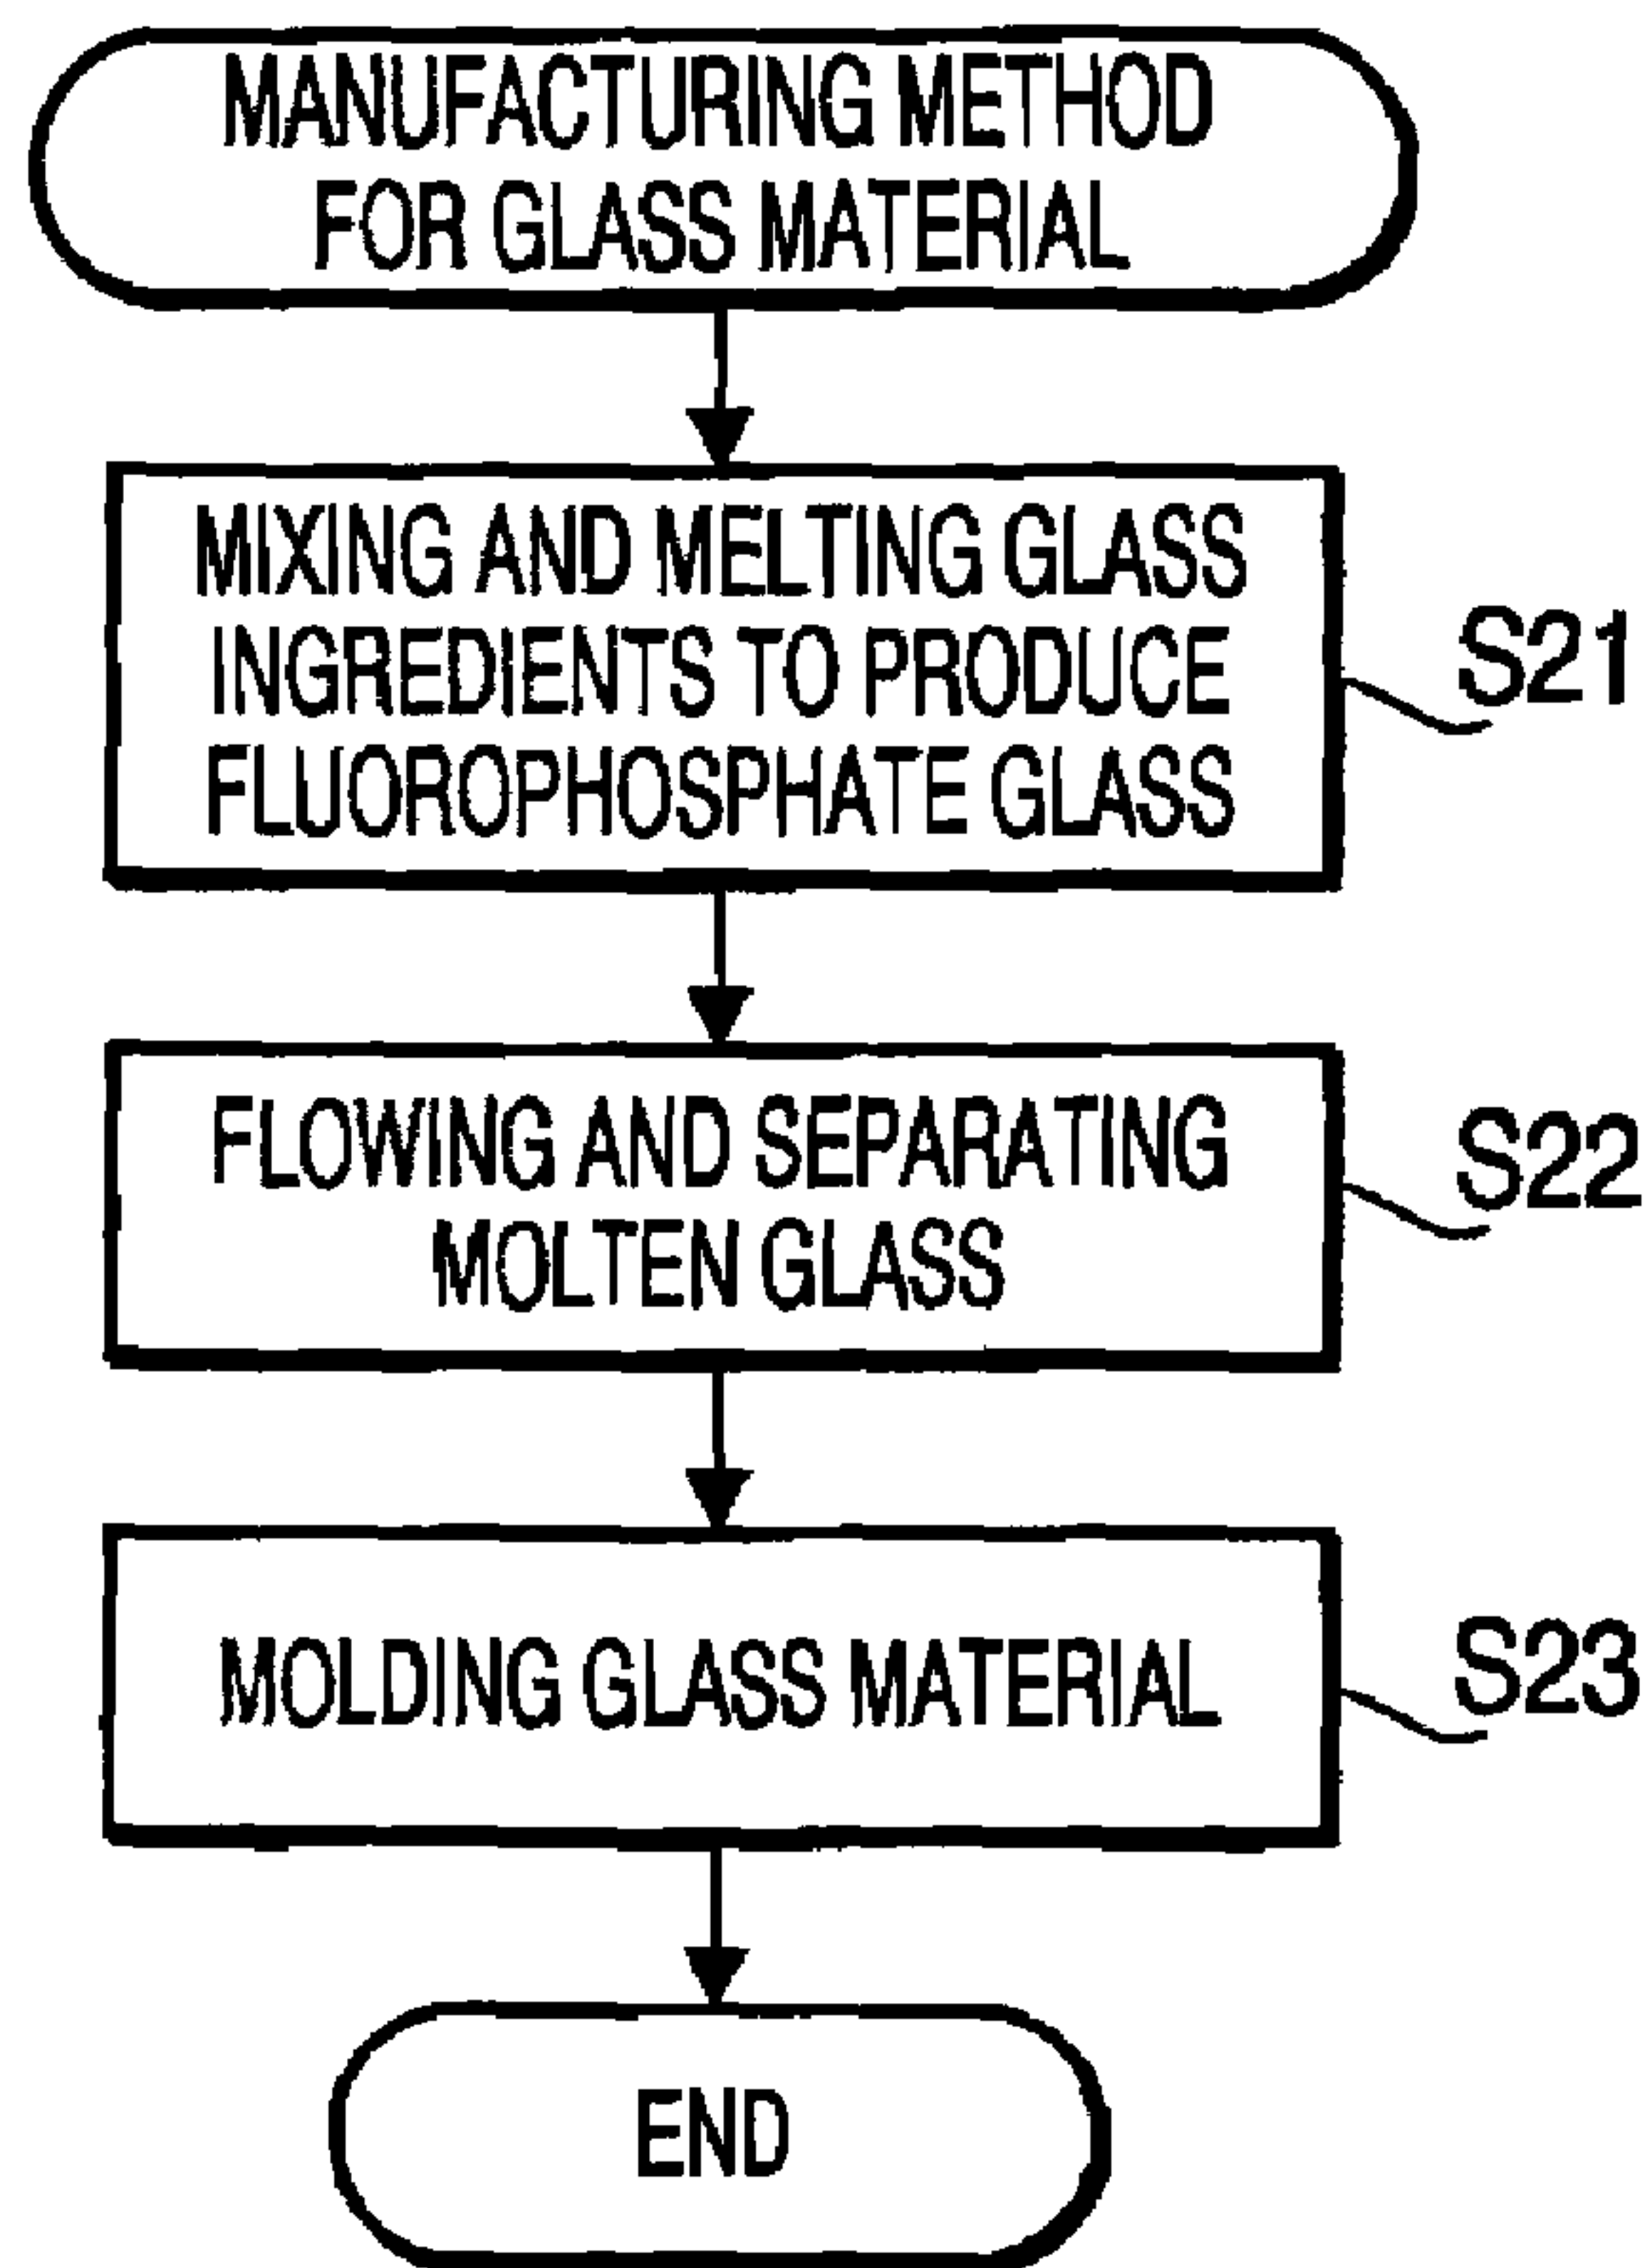 MANUFACTURING METHOD
FOR GLASS MATERIAL
MIXING AND MELTING GLASS
INGREDIENTS TO PRODUCE
FLUOROPHOSPHATE GLASS
S21
FLOWING AND SEPARATING
MOLTEN GLASS
S22
MOLDING GLASS MATERIAL
S23
END